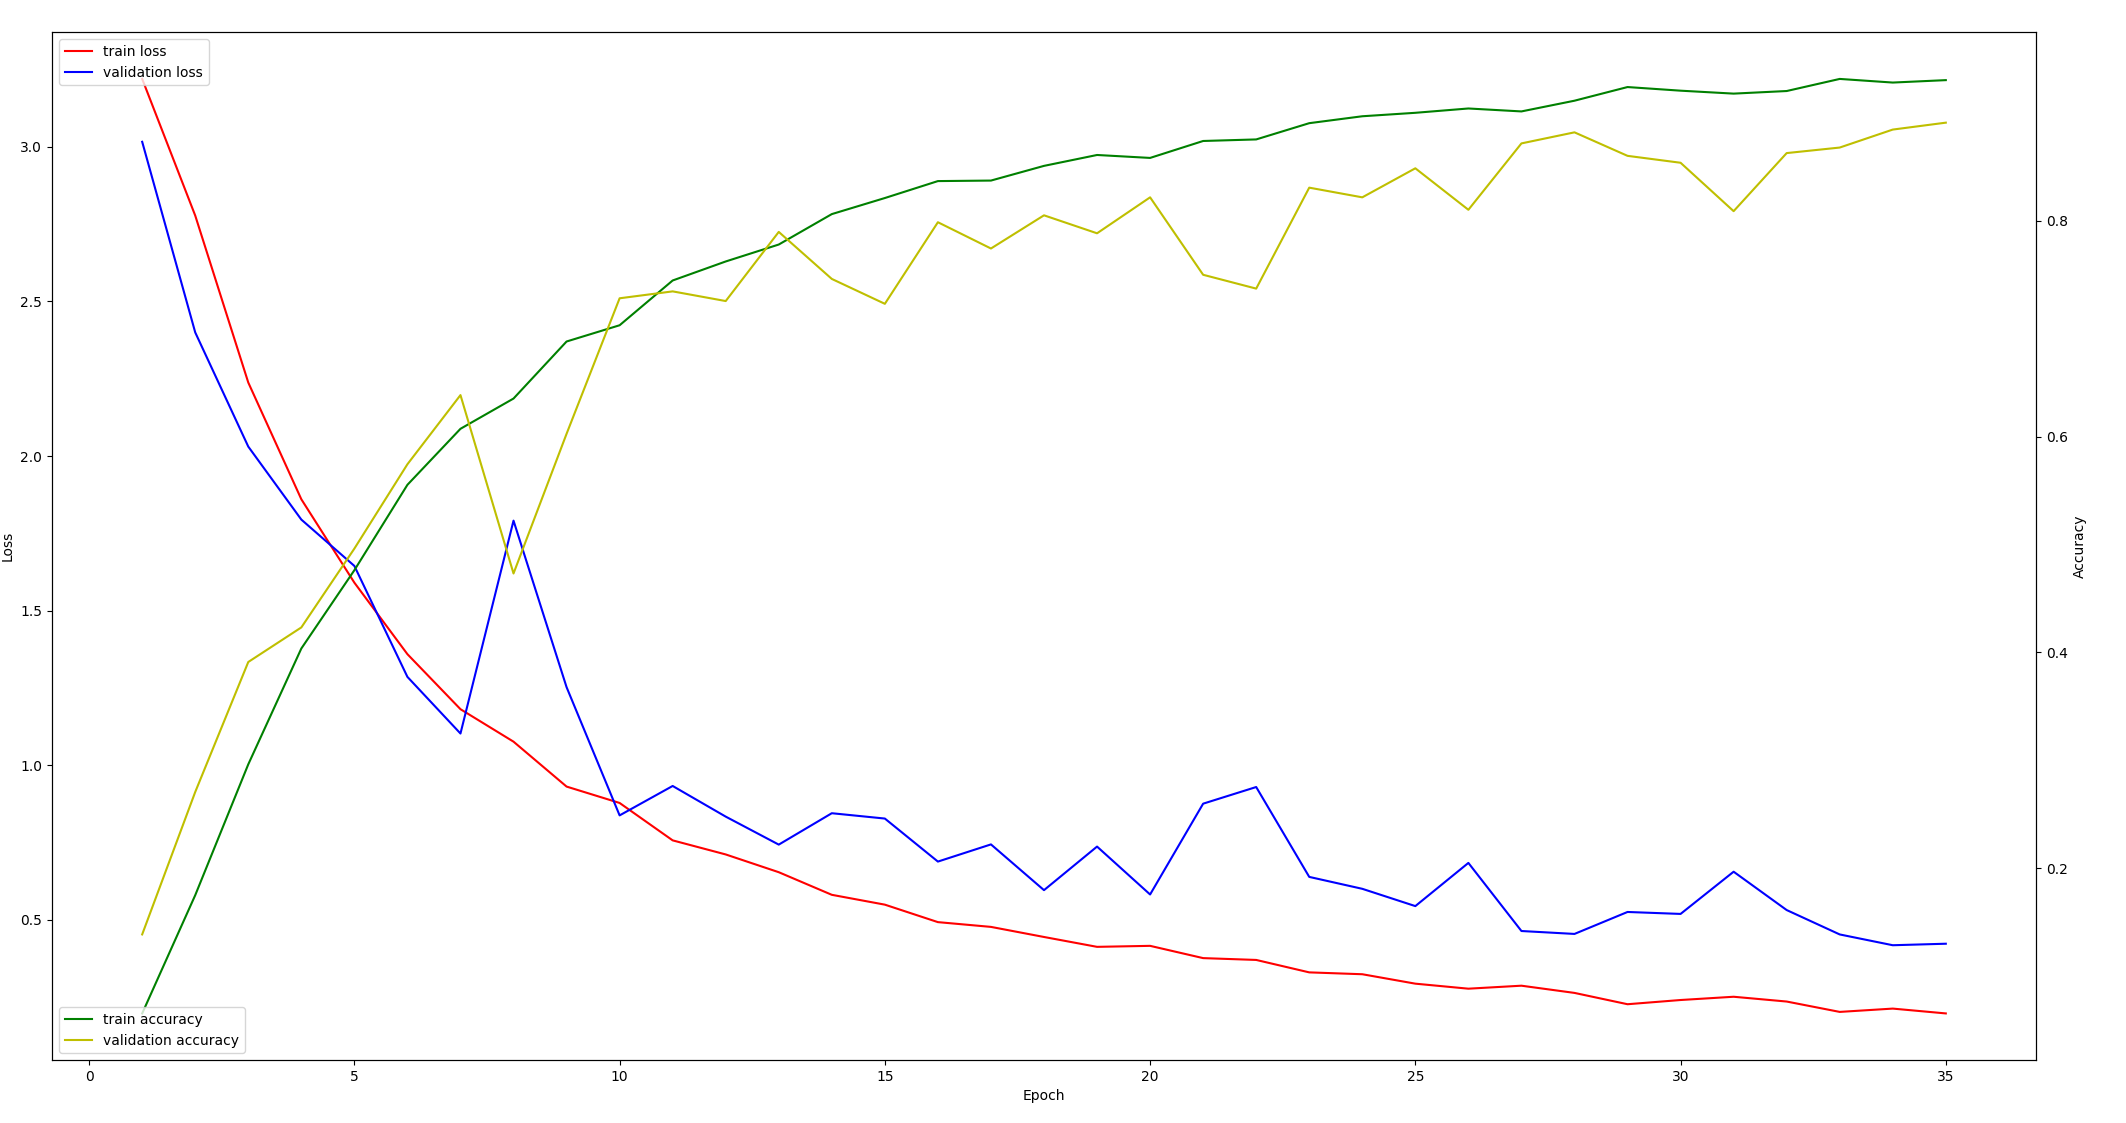 train loss
validation loss
3.0
2.5
2.0
1.5
1.0
0.5
Loss
0.8
0.6
0.4
0.2
Accuracy
train accuracy
validation accuracy
0 5 10 15 20 25 30 35
Epoch